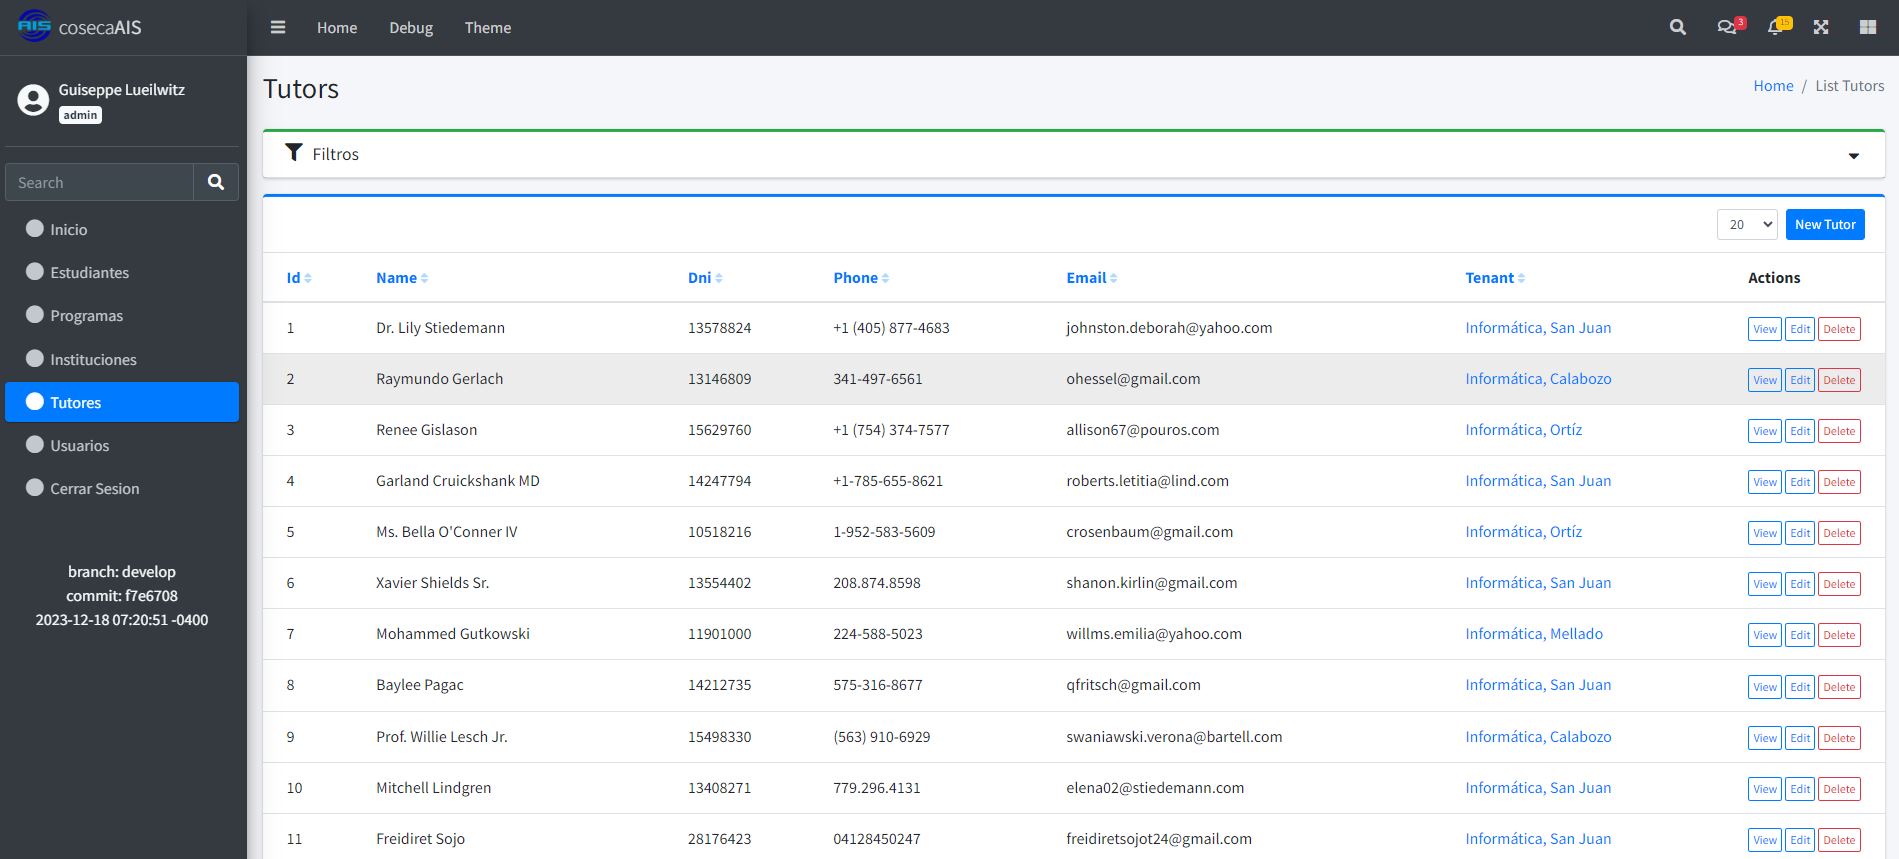 AIS cosecaAIS
Home Debug Theme
3 15
Guiseppe Lueilwitz
admin
Search
Inicio
Estudiantes
Programas
Instituciones
Tutores
Usuarios
Cerrar Sesion
branch: develop
commit: f7e6708
2023-12-18 07:20:51 -0400
Tutors
Home / List Tutors
Filtros
20 New Tutor
Id Name Dni Phone Email Tenant Actions
1 Dr. Lily Stiedemann 13578824 +1 (405) 877-4683 johnston.deborah@yahoo.com Informática, San Juan View Edit Delete
2 Raymundo Gerlach 13146809 341-497-6561 ohessel@gmail.com Informática, Calabozo View Edit Delete
3 Renee Gislason 15629760 +1 (754) 374-7577 allison67@pouros.com Informática, Ortíz View Edit Delete
4 Garland Cruickshank MD 14247794 +1-785-655-8621 roberts.letitia@lind.com Informática, San Juan View Edit Delete
5 Ms. Bella O'Conner IV 10518216 1-952-583-5609 crosenbaum@gmail.com Informática, Ortíz View Edit Delete
6 Xavier Shields Sr. 13554402 208.874.8598 shanon.kirlin@gmail.com Informática, San Juan View Edit Delete
7 Mohammed Gutkowski 11901000 224-588-5023 willms.emilia@yahoo.com Informática, Mellado View Edit Delete
8 Baylee Pagac 14212735 575-316-8677 qfritsch@gmail.com Informática, San Juan View Edit Delete
9 Prof. Willie Lesch Jr. 15498330 (563) 910-6929 swaniawski.verona@bartell.com Informática, Calabozo View Edit Delete
10 Mitchell Lindgren 13408271 779.296.4131 elena02@stiedemann.com Informática, San Juan View Edit Delete
11 Freidiret Sojo 28176423 04128450247 freidiretsojot24@gmail.com Informática, San Juan View Edit Delete